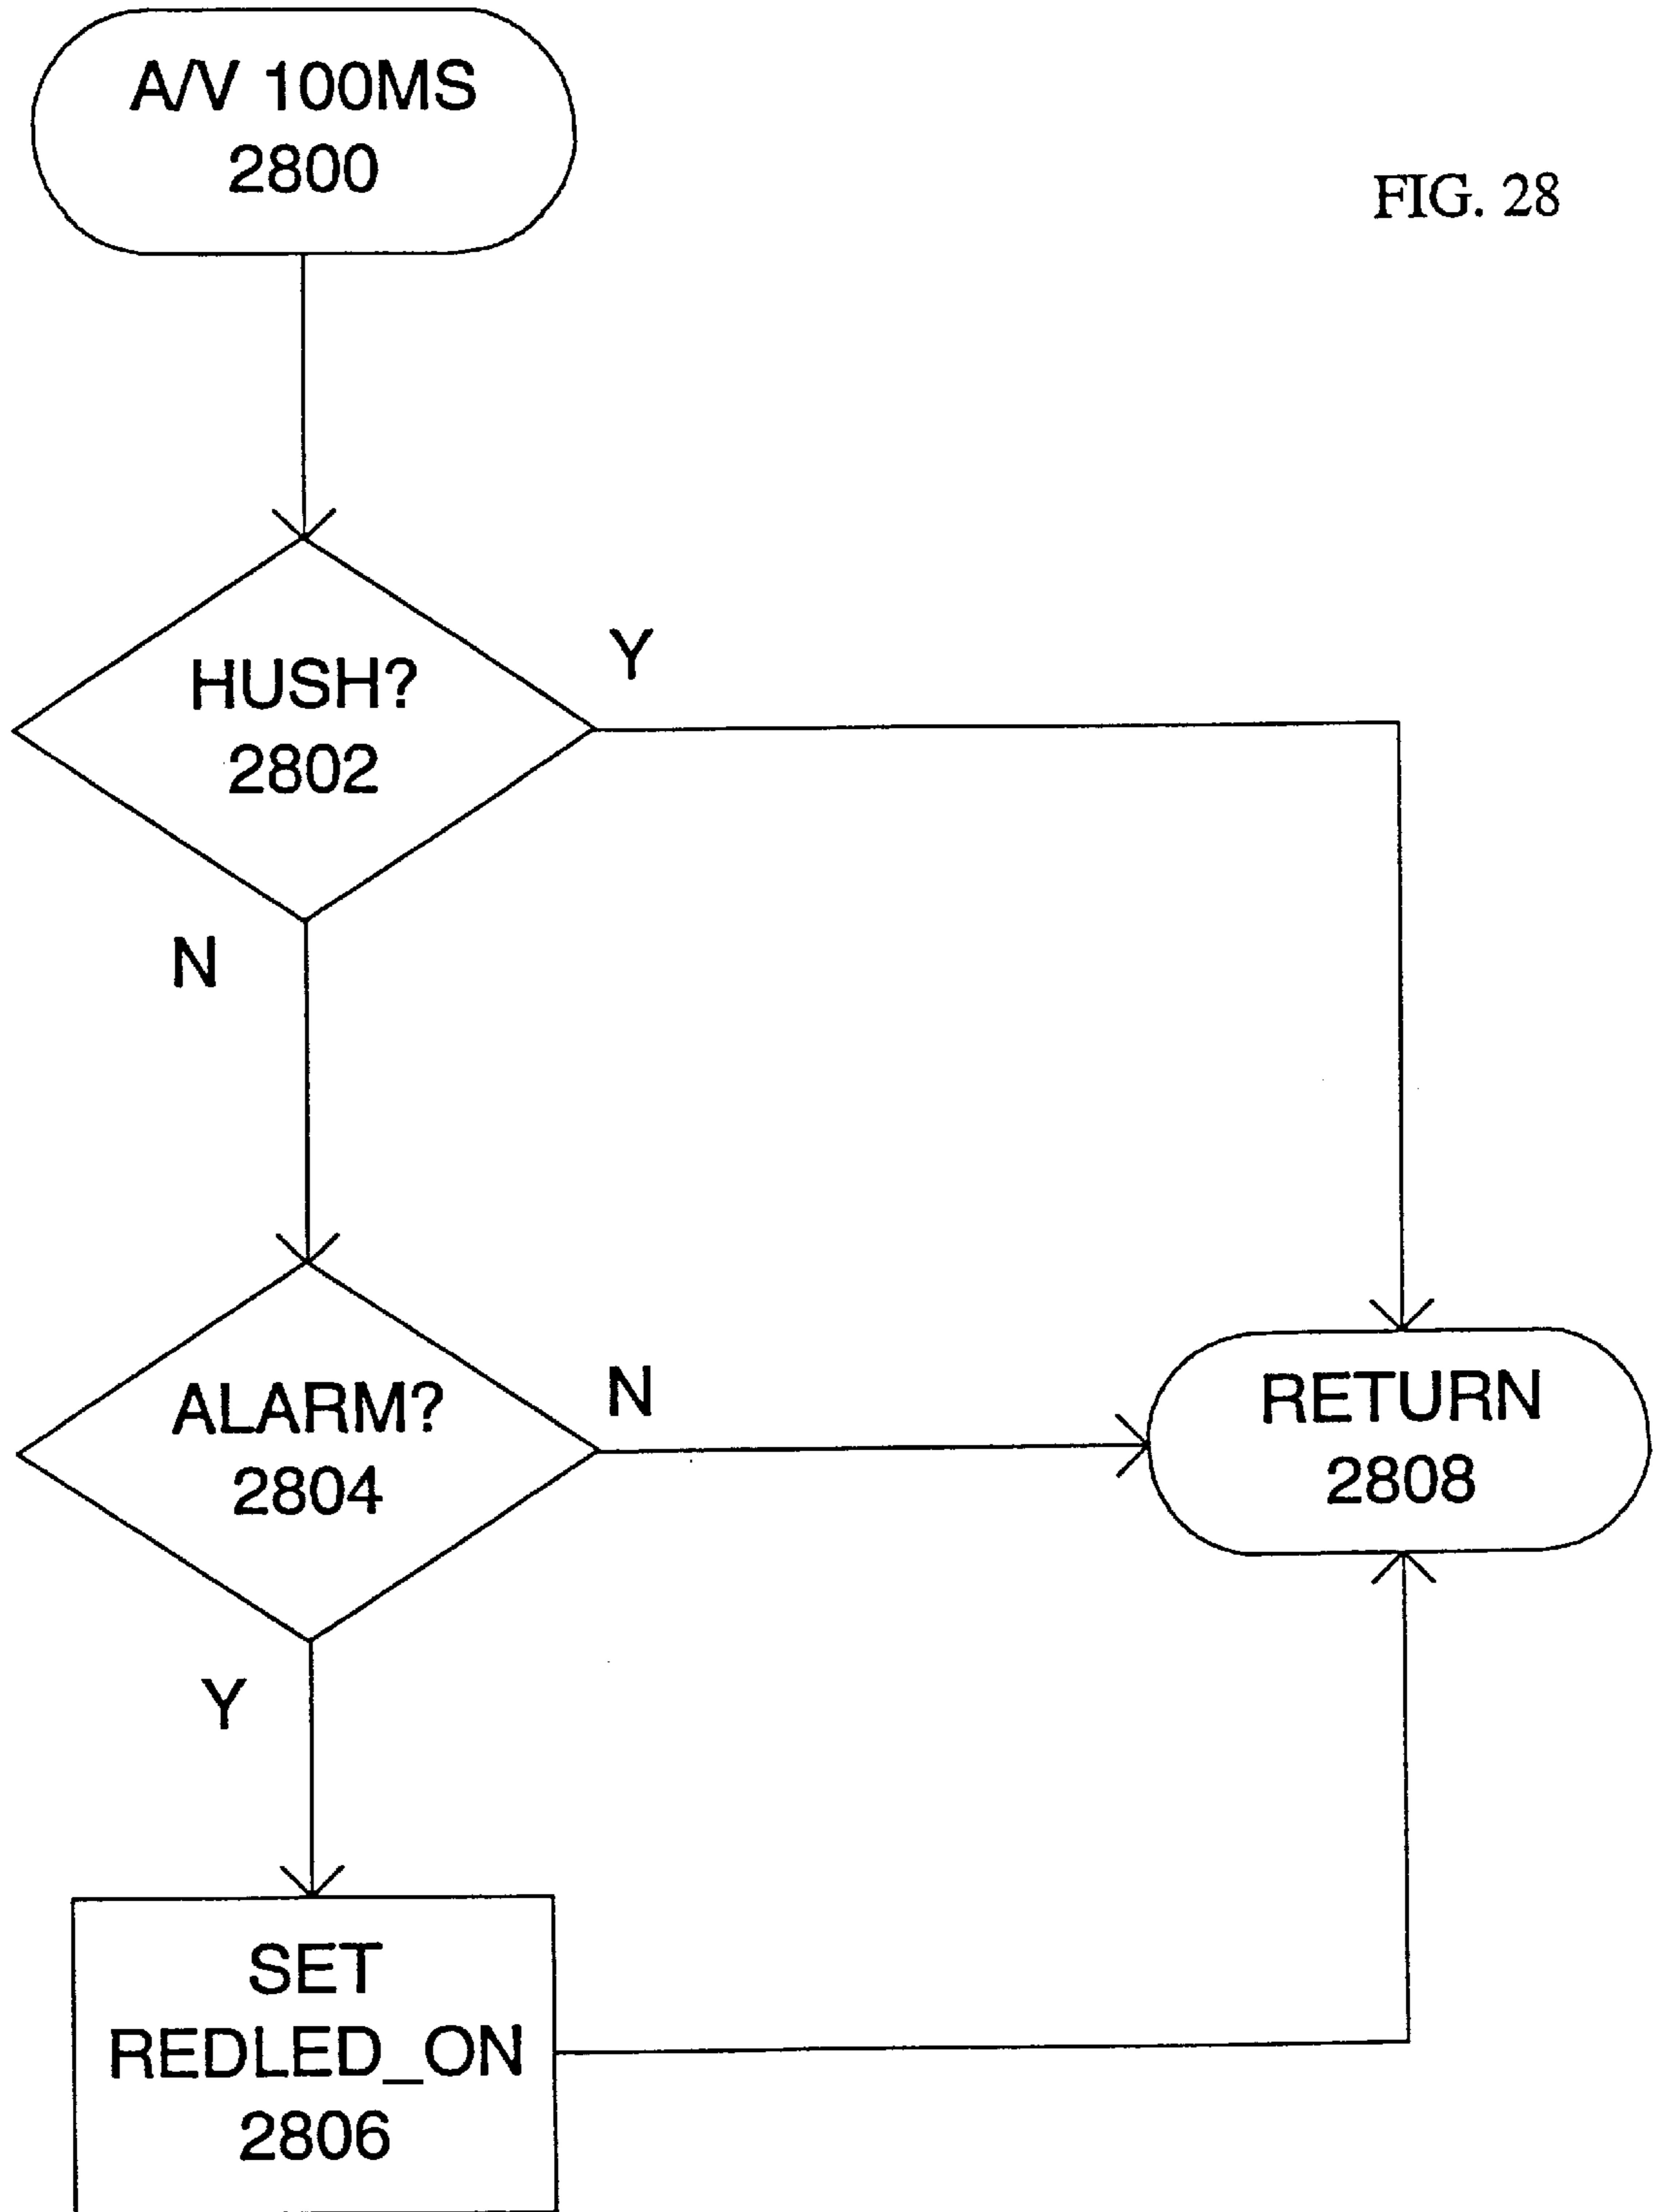 A/V 100MS
2800
FIG. 28
HUSH?
2802
Y
N
ALARM?
2804
N
RETURN
2808
Y
SET
REDLED_ON
2806